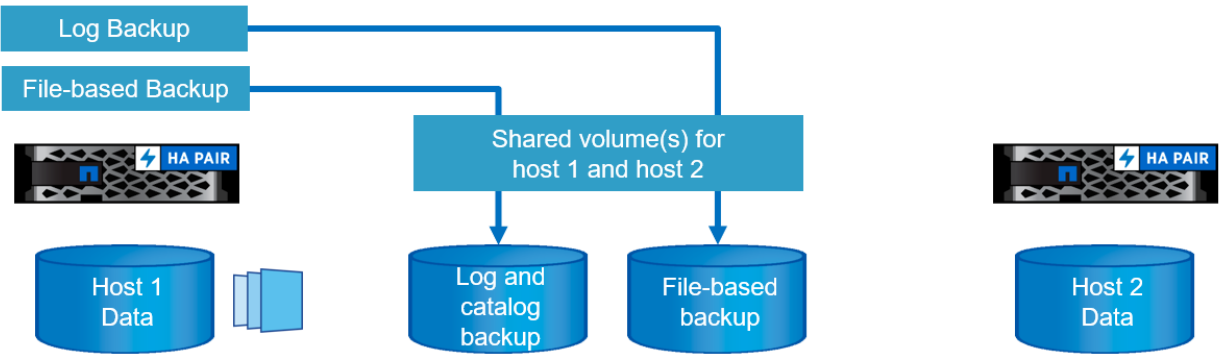 Log Backup
File-based Backup
Shared volume(s) for
host 1 and host 2
HA PAIR
HA PAIR
Host 1
Data
Log and
catalog
backup
File-based
backup
Host 2
Data